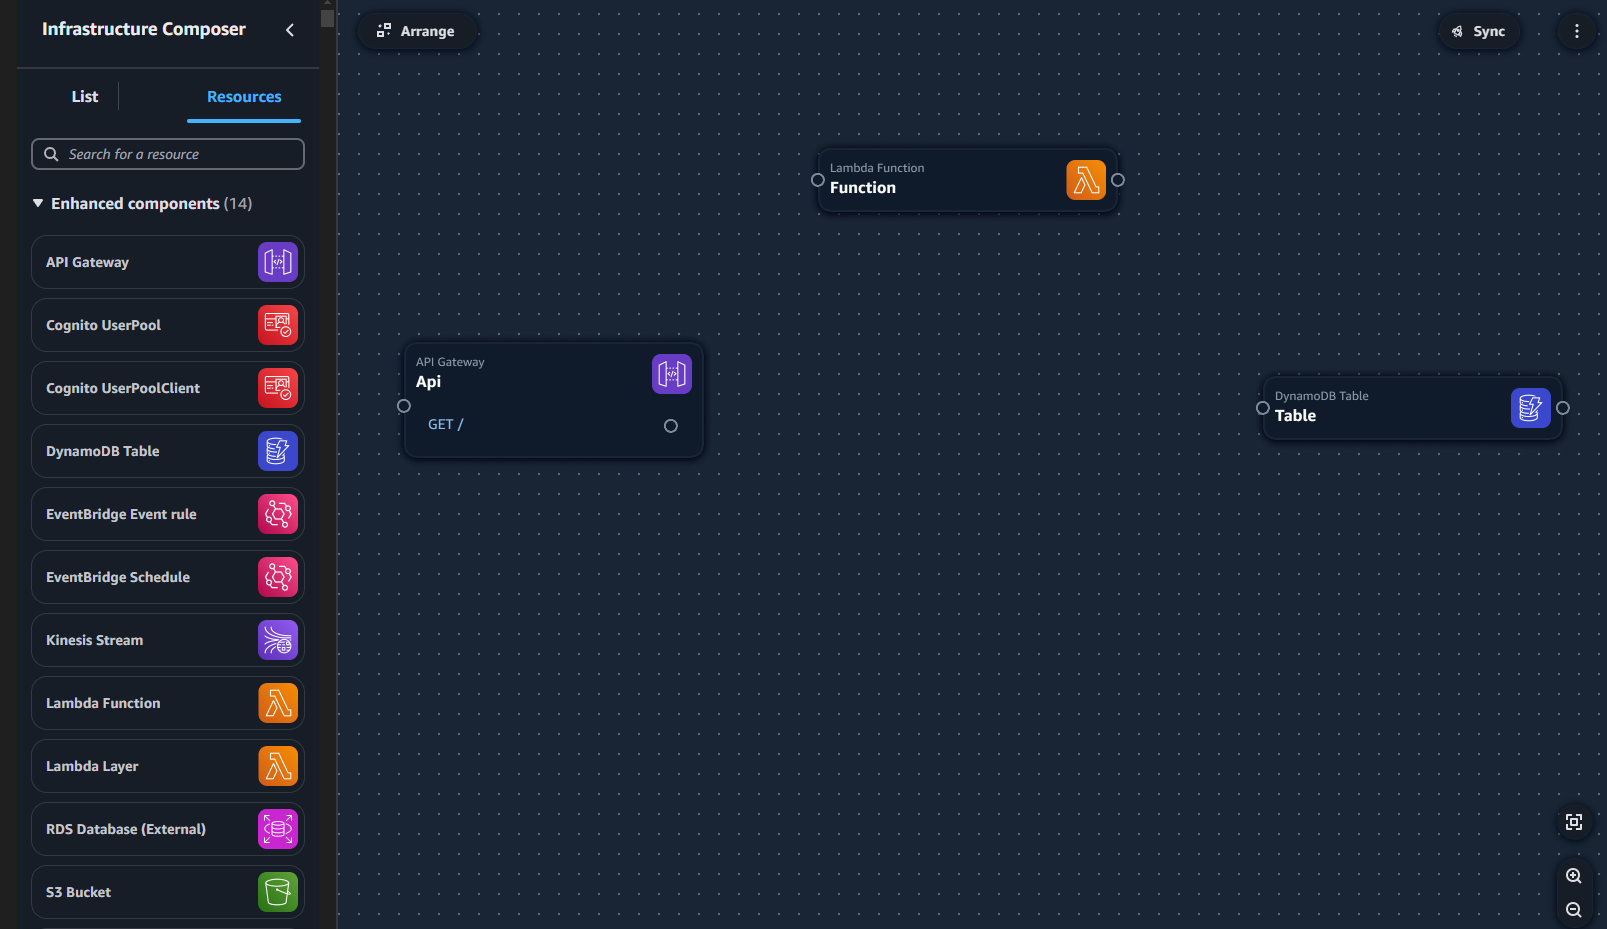 Infrastructure Composer
List
Resources
Search for a resource
Enhanced components (14)
API Gateway
Cognito UserPool
Cognito UserPoolClient
DynamoDB Table
EventBridge Event rule
EventBridge Schedule
Kinesis Stream
Lambda Function
Lambda Layer
RDS Database (External)
S3 Bucket
Arrange
Sync
Lambda Function
Function
API Gateway
Api
GET /
DynamoDB Table
Table